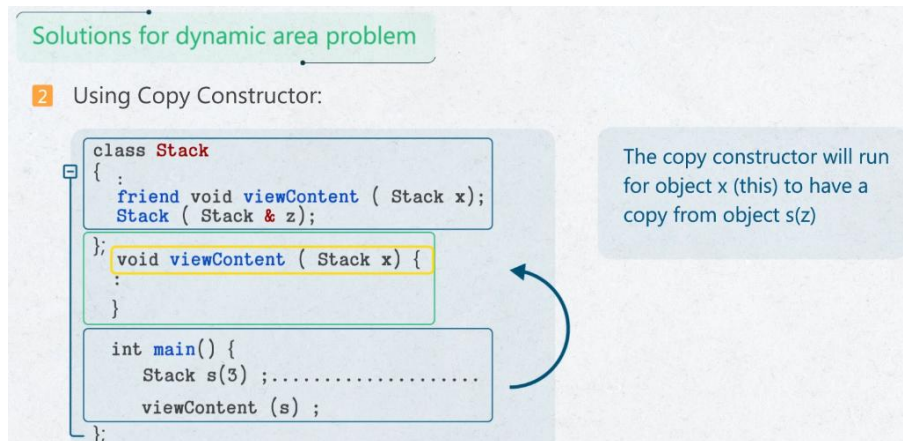 Solutions for dynamic area problem
2 Using Copy Constructor:
class Stack
{
:
friend void viewContent ( Stack x);
Stack ( Stack & z);
};
void viewContent ( Stack x) {
:
}
int main() {
Stack s(3) ;.....................
viewContent (s) ;
};
The copy constructor will run
for object x (this) to have a
copy from object s(z)